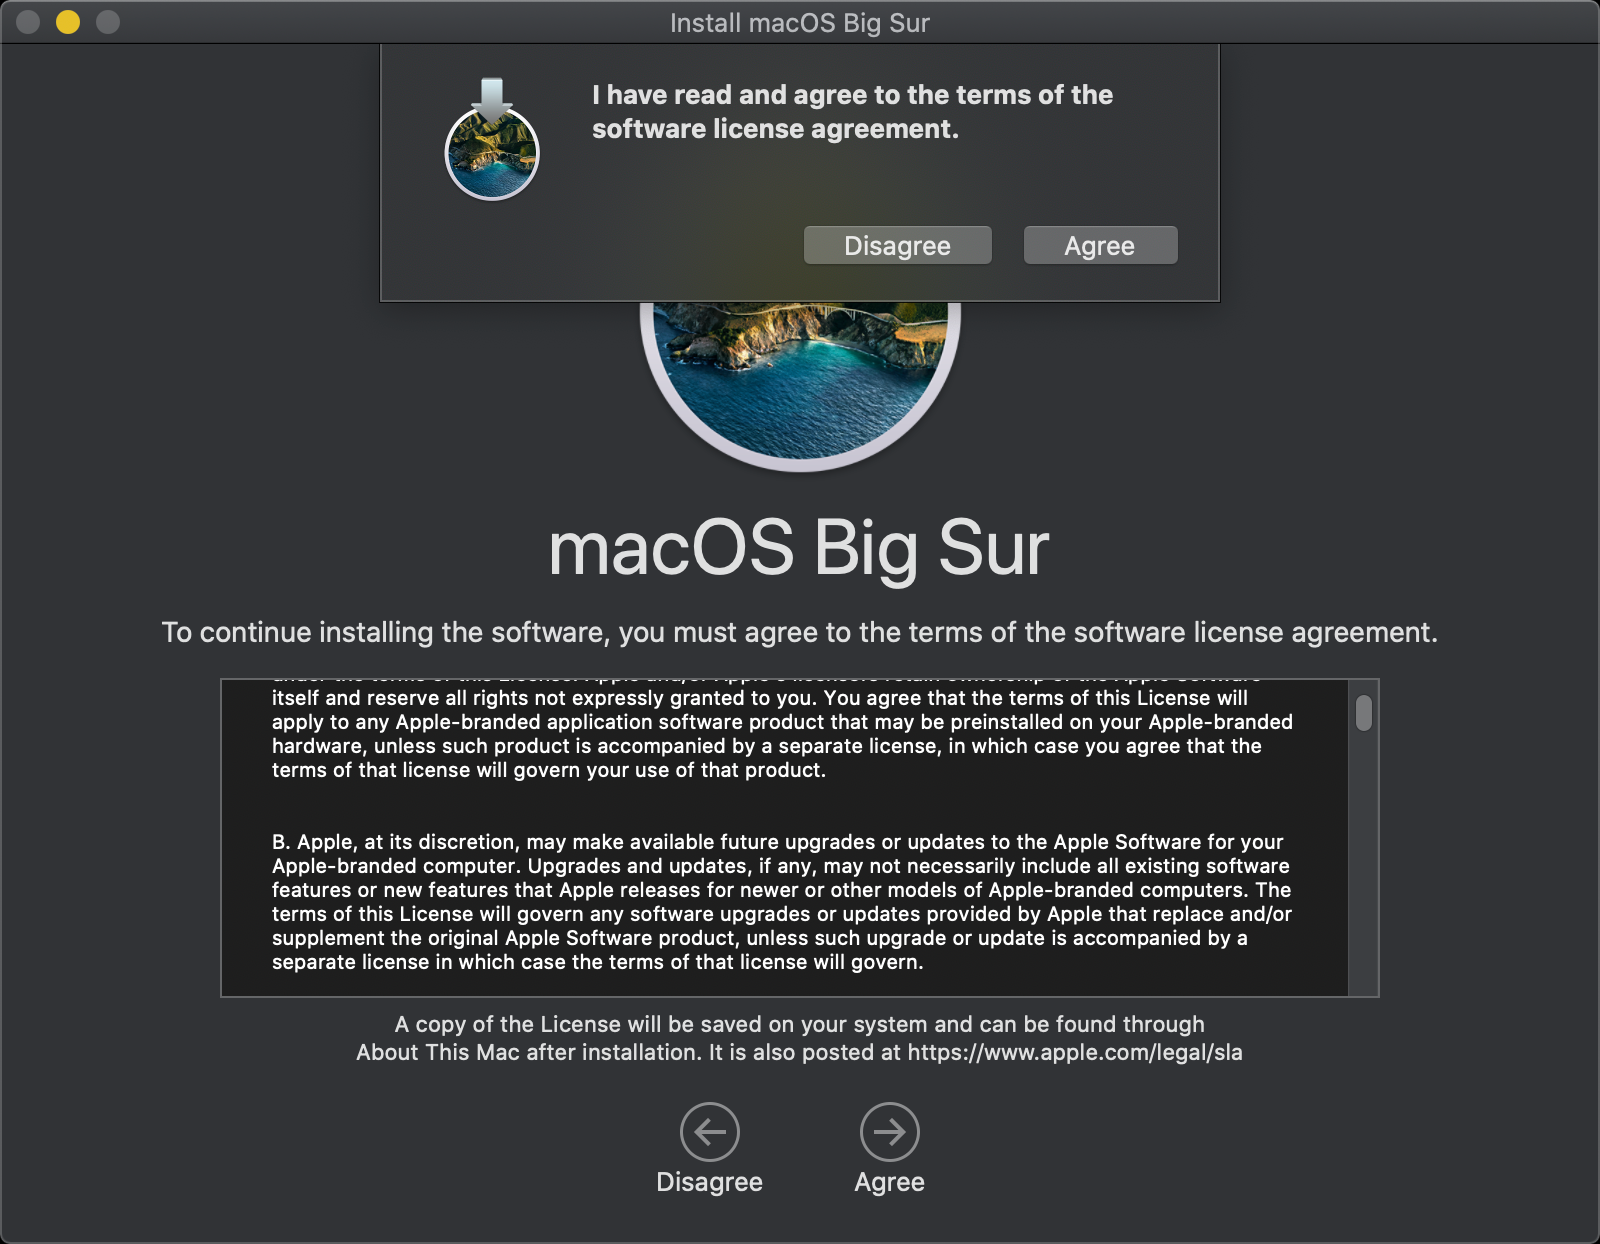 Install macOS Big Sur
I have read and agree to the terms of the
software license agreement.
Disagree
Agree
macOS Big Sur
To continue installing the software, you must agree to the terms of the software license agreement.
itself and reserve all rights not expressly granted to you. You agree that the terms of this License will
apply to any Apple-branded application software product that may be preinstalled on your Apple-branded
hardware, unless such product is accompanied by a separate license, in which case you agree that the
terms of that license will govern your use of that product.
B. Apple, at its discretion, may make available future upgrades or updates to the Apple Software for your
Apple-branded computer. Upgrades and updates, if any, may not necessarily include all existing software
features or new features that Apple releases for newer or other models of Apple-branded computers. The
terms of this License will govern any software upgrades or updates provided by Apple that replace and/or
supplement the original Apple Software product, unless such upgrade or update is accompanied by a
separate license in which case the terms of that license will govern.
A copy of the License will be saved on your system and can be found through
About This Mac after installation. It is also posted at https://www.apple.com/legal/sla
Disagree
Agree